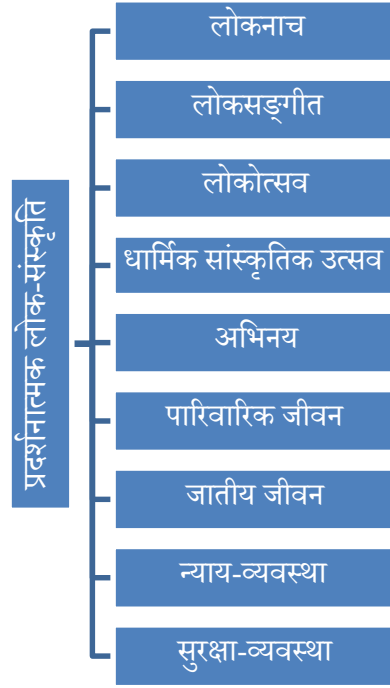 प्रदर्शनात्मक लोक-संस्कृति
लोकनाच
लोकसङ्गीत
लोकोत्सव
धार्मिक सांस्कृतिक उत्सव
अभिनय
पारिवारिक जीवन
जातीय जीवन
न्याय-व्यवस्था
सुरक्षा-व्यवस्था